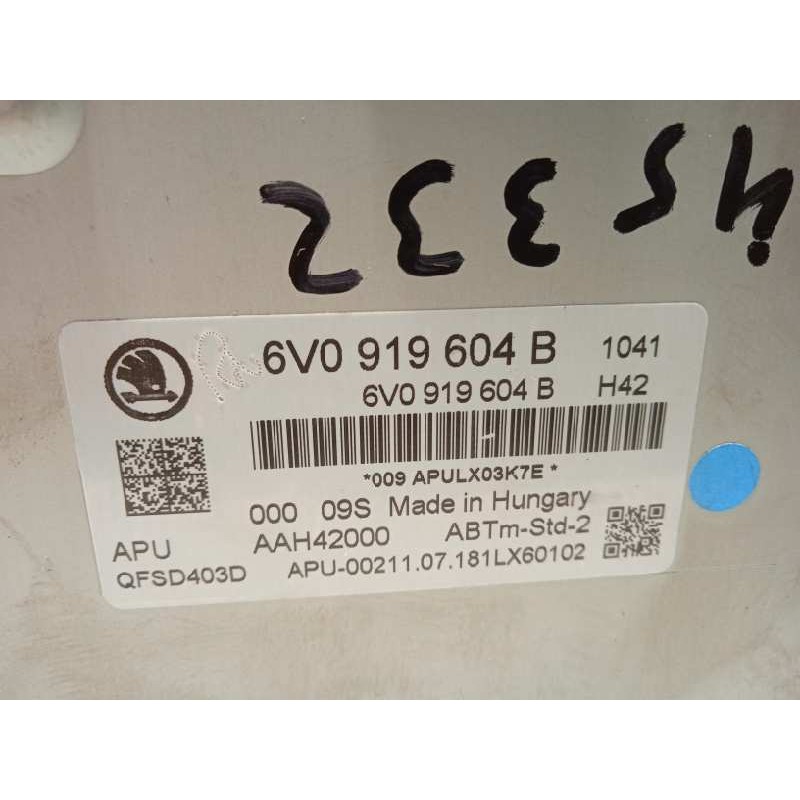 6V0 919 604 B 1041
6V0 919 604 B H42
*009 APULX03K7E*
000 09S Made in Hungary
APU AAH42000 ABTm-Std-2
QFSD403D APU-00211.07.181LX60102